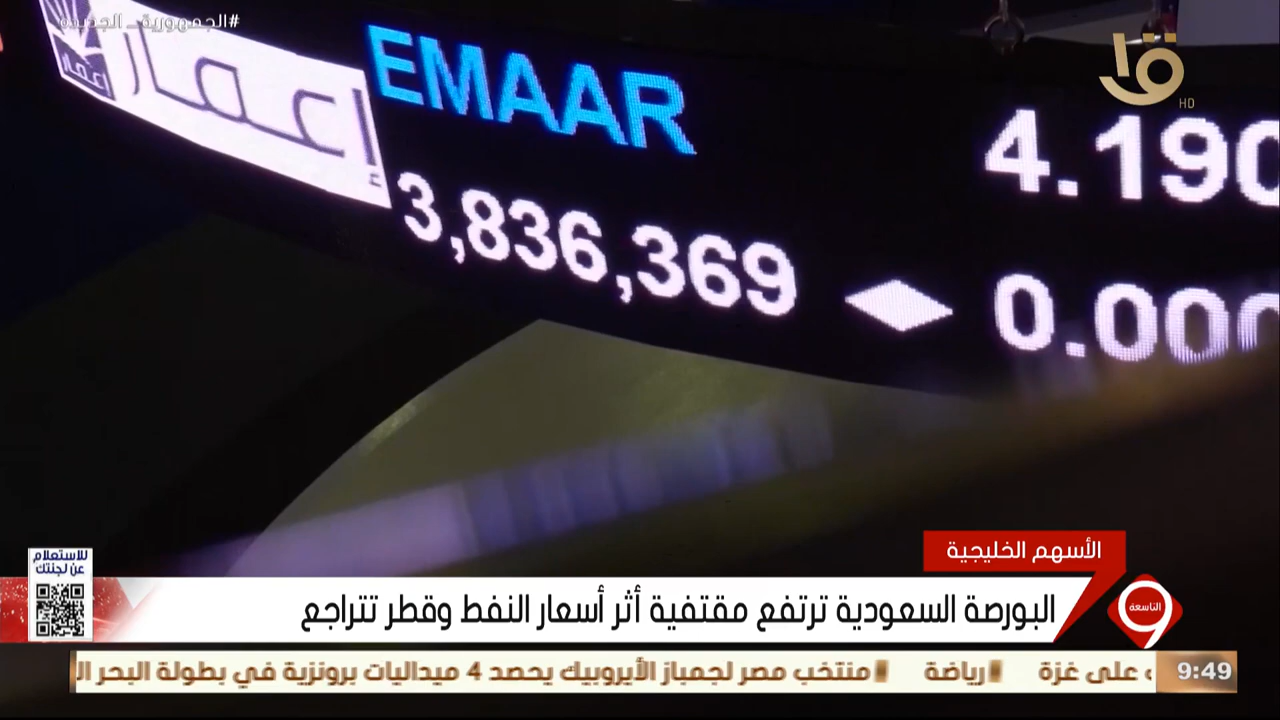 #الجمهورية_الجديدة
إعمار
إعمار
EMAAR
3,836,369
4.190
0.000
HD
الأسهم الخليجية
البورصة السعودية ترتفع مقتفية أثر أسعار النفط وقطر تتراجع
التاسعة
للاستعلام
عن لجنتك
على غزة رياضة منتخب مصر لجمباز الأيروبيك يحصد 4 ميداليات برونزية في بطولة البحر
9:49